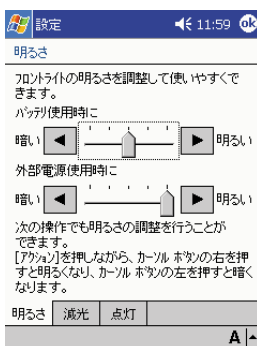 設定 11:59 ok
明るさ
フロントライトの明るさを調整して使いやすくで
きます。
バッテリ使用時に
暗い 明るい
外部電源使用時に
暗い 明るい
次の操作でも明るさの調整を行うことが
できます。
[アクション]を押しながら、カーソル ボタンの右を押
すと明るくなり、カーソル ボタンの左を押すと暗く
なります。
明るさ 減光 点灯
A